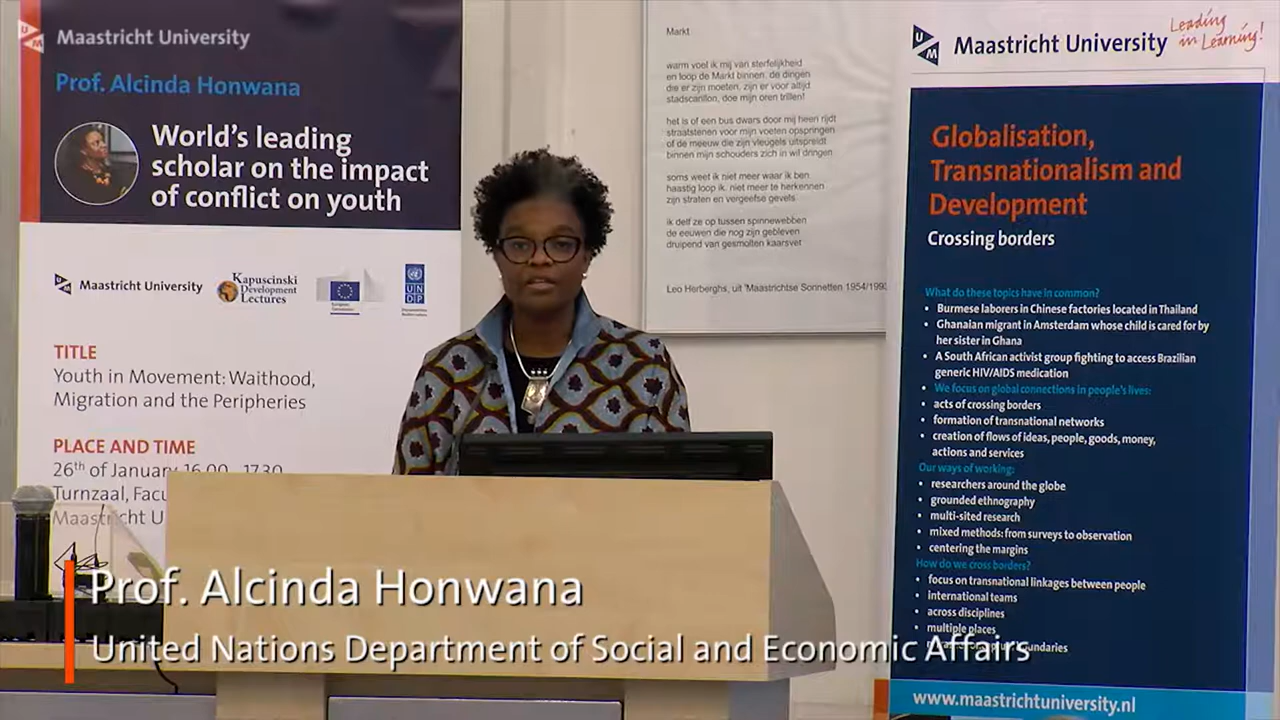 Maastricht University
Prof. Alcinda Honwana
World's leading
scholar on the impact
of conflict on youth
Maastricht University
Kapuscinski
Development
Lectures
TITLE
Youth in Movement: Waithood,
Migration and the Peripheries
PLACE AND TIME
26th of January 16.00 - 17.30
Turnzaal,
Maastricht U
Markt
warm voel ik mij van sterfelijkheid
en loop de Markt binnen. de dingen
die er zijn moeten, zijn er voor altijd
stadscarillon, doe mijn oren trillen!
het is of een bus dwars door mij heen rijdt
straatstenen voor mijn voeten opspringen
of de meeuw die zijn vleugels uitspreidt
binnen mijn schouders zich in wil dringen
soms weet ik niet meer waar ik ben.
haastig loop ik. niet meer te herkennen
zijn straten en vergeefse gevels
ik delf ze op tussen spinnewebben
de eeuwen die nog zijn gebleven
druipend van gesmolten kaarsvet
Leo Herberghs, uit 'Maastrichtse Sonnetten 1954/199
UM
Maastricht University
Leading
in Learning!
Globalisation,
Transnationalism and
Development
Crossing borders
What do these topics have in common?
• Burmese laborers in Chinese factories located in Thailand
• Ghanaian migrant in Amsterdam whose child is cared for by
her sister in Ghana
• A South African activist group fighting to access Brazilian
generic HIV/AIDS medication
• We focus on global connections in people's lives:
• acts of crossing borders
• formation of transnational networks
• creation of flows of ideas, people, goods, money,
actions and services
Our ways of working:
• researchers around the globe
• grounded ethnography
• multi-sited research
• mixed methods: from surveys to observation
• centering the margins
How do we cross borders?
• focus on transnational linkages between people
• international teams
• across disciplines
• multiple places
www.maastrichtuniversity.nl
Prof. Alcinda Honwana
United Nations Department of Social and Economic Affairs